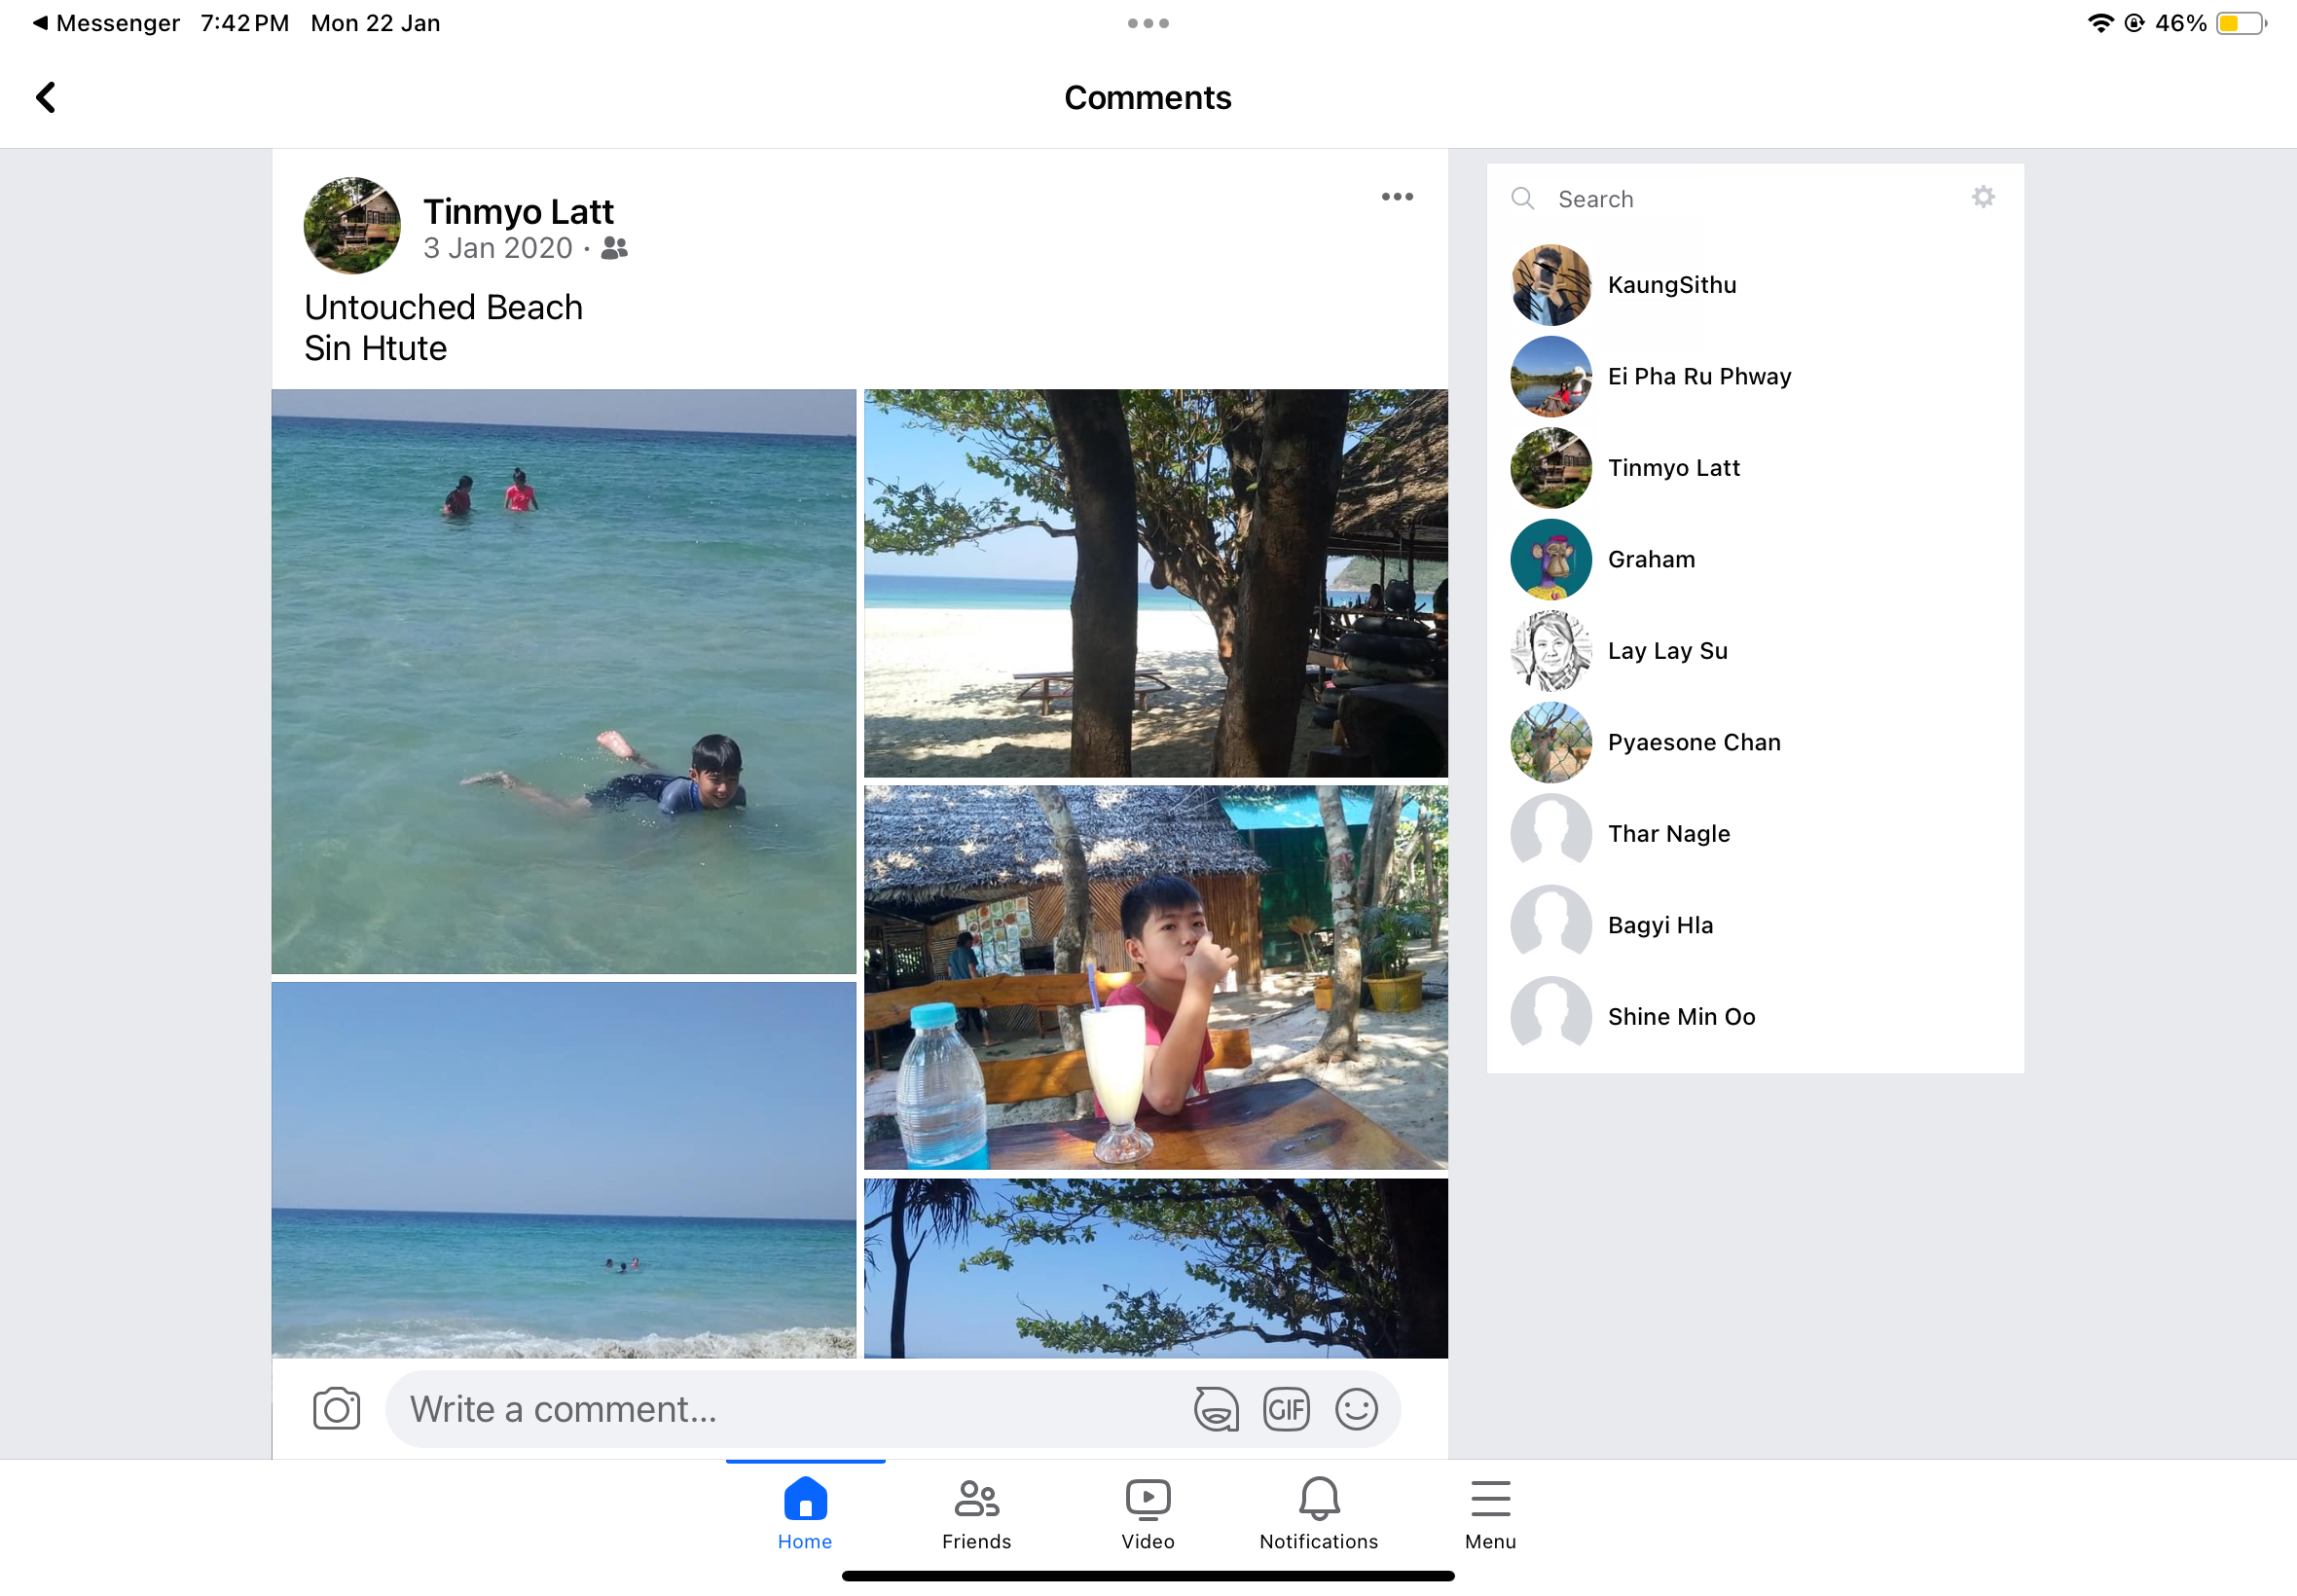 Messenger 7:42 PM Mon 22 Jan
46%
Comments
Tinmyo Latt
3 Jan 2020 ·
Untouched Beach
Sin Htute
Search
KaungSithu
Ei Pha Ru Phway
Tinmyo Latt
Graham
Lay Lay Su
Pyaesone Chan
Thar Nagle
Bagyi Hla
Shine Min Oo
Write a comment...
GIF
Home
Friends
Video
Notifications
Menu